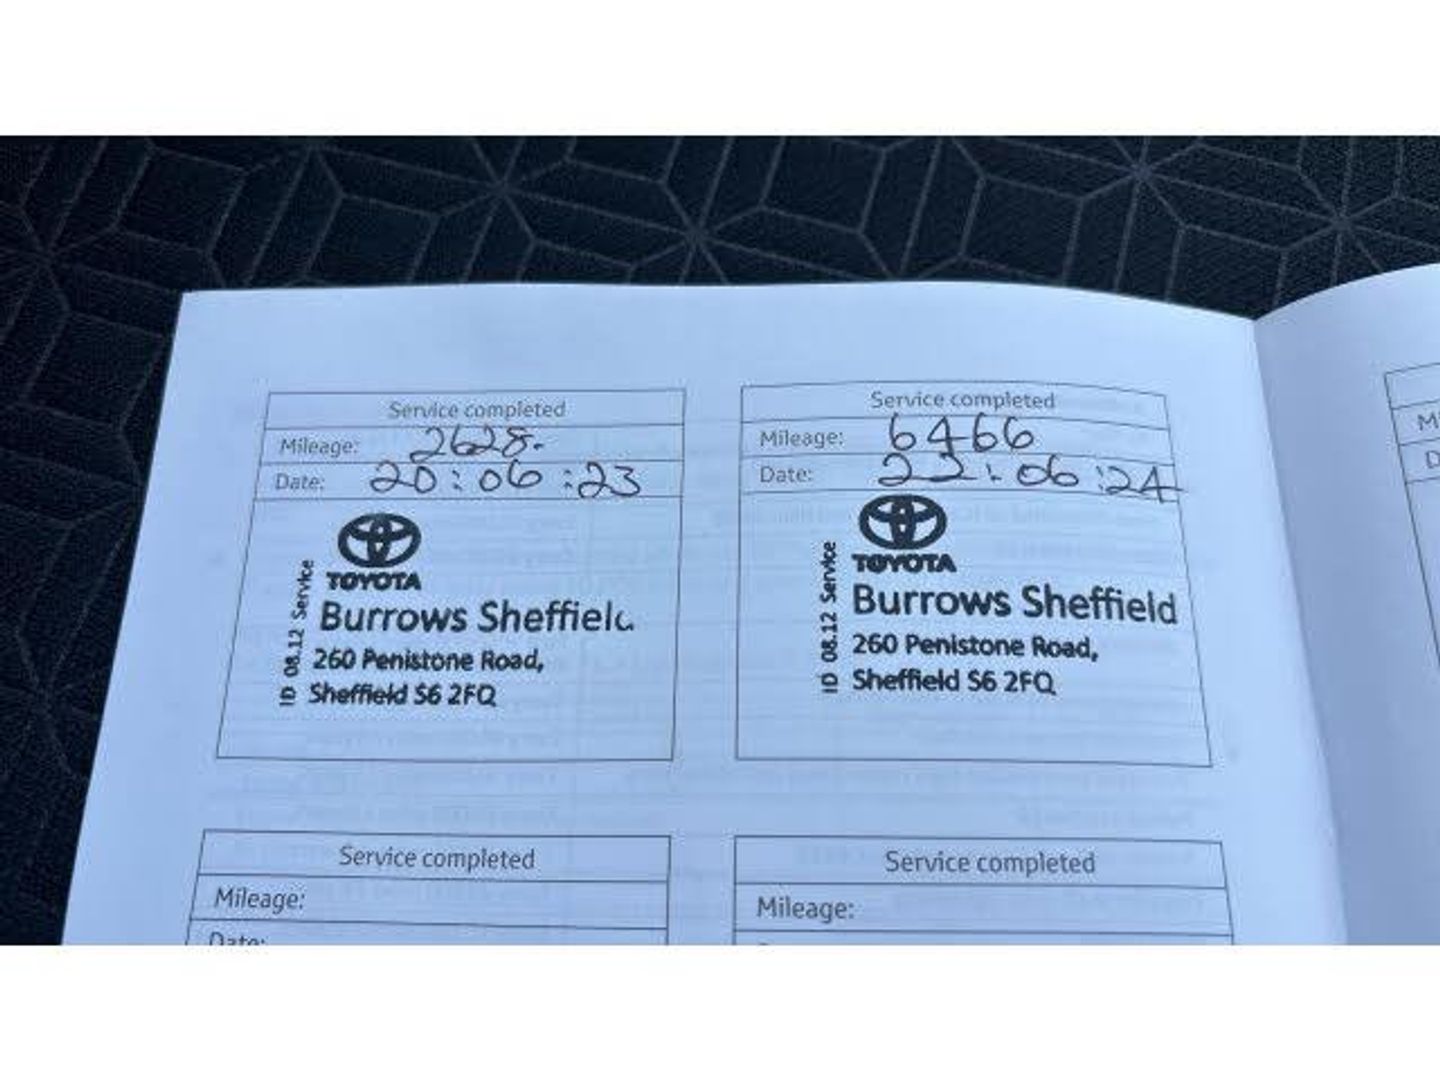 Service completed
Mileage: 2628.
Date: 20:06:23
TOYOTA
Burrows Sheffield
260 Penistone Road,
Sheffield S6 2FQ
ID 08.12 Service
Service completed
Mileage: 6466
Date: 22:06:24
TOYOTA
Burrows Sheffield
260 Penistone Road,
Sheffield S6 2FQ
ID 08.12 Service
Service completed
Mileage:
Date:
Service completed
Mileage: